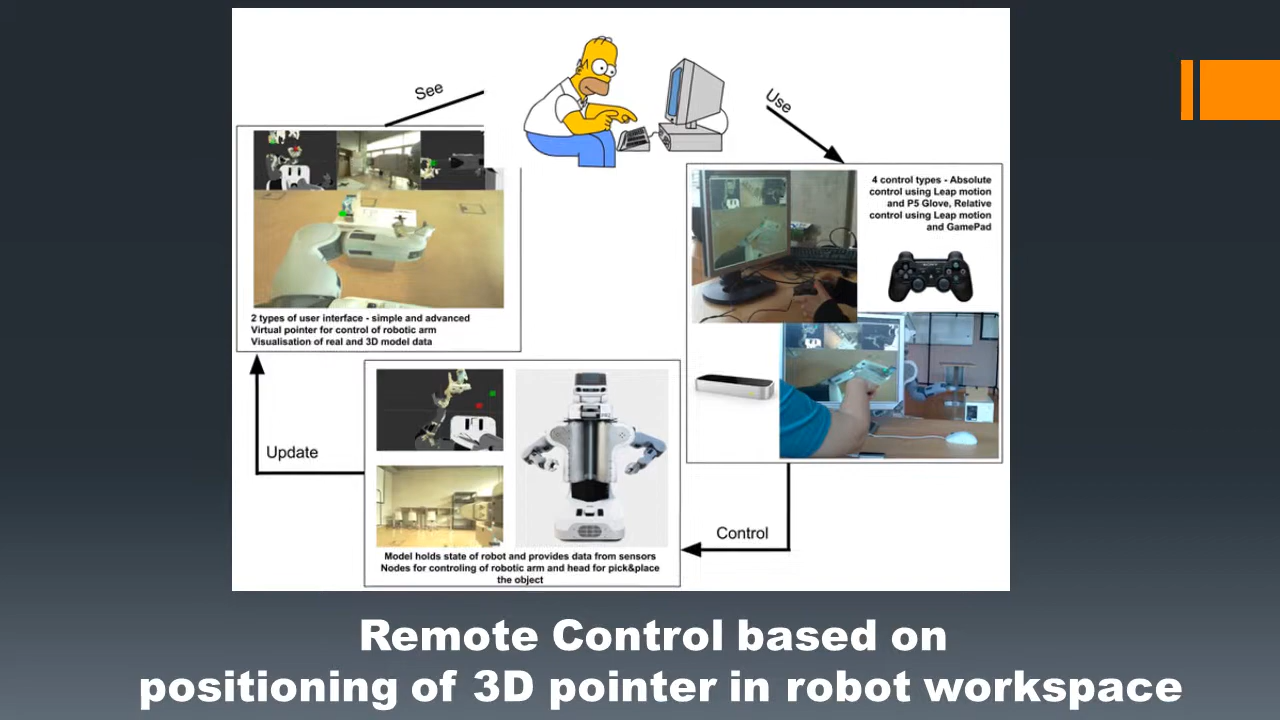 See
Use
4 control types - Absolute
control using Leap motion
and P5 Glove, Relative
control using Leap motion
and GamePad
2 types of user interface - simple and advanced
Virtual pointer for control of robotic arm
Visualisation of real and 3D model data
Update
Control
Model holds state of robot and provides data from sensors
Nodes for controling of robotic arm and head for pick&place
the object
Remote Control based on
positioning of 3D pointer in robot workspace